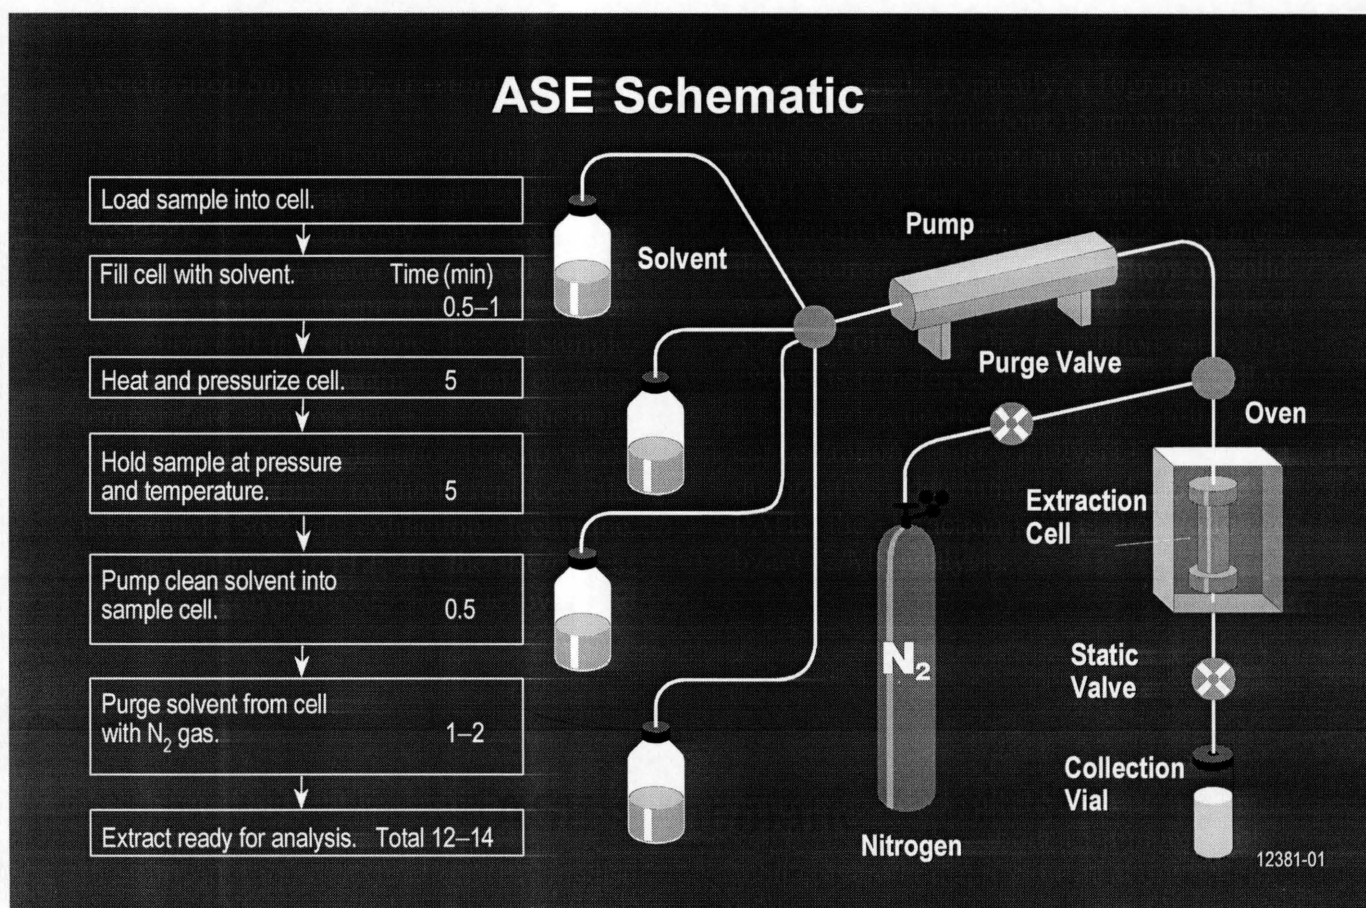 ASE Schematic
Load sample into cell.
Fill cell with solvent. Time (min)
0.5–1
Heat and pressurize cell. 5
Hold sample at pressure
and temperature. 5
Pump clean solvent into
sample cell. 0.5
Purge solvent from cell
with N₂ gas. 1–2
Extract ready for analysis. Total 12–14
Solvent
Pump
Purge Valve
Oven
Extraction
Cell
N₂
Static
Valve
Collection
Vial
Nitrogen
12381-01